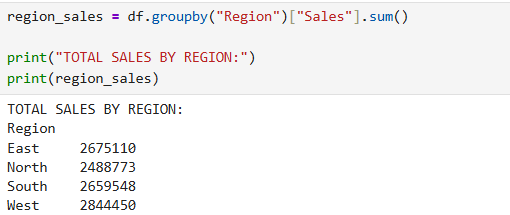 region_sales = df.groupby("Region")["Sales"].sum()
print("TOTAL SALES BY REGION:")
print(region_sales)
TOTAL SALES BY REGION:
Region
East     2675110
North    2488773
South    2659548
West     2844450